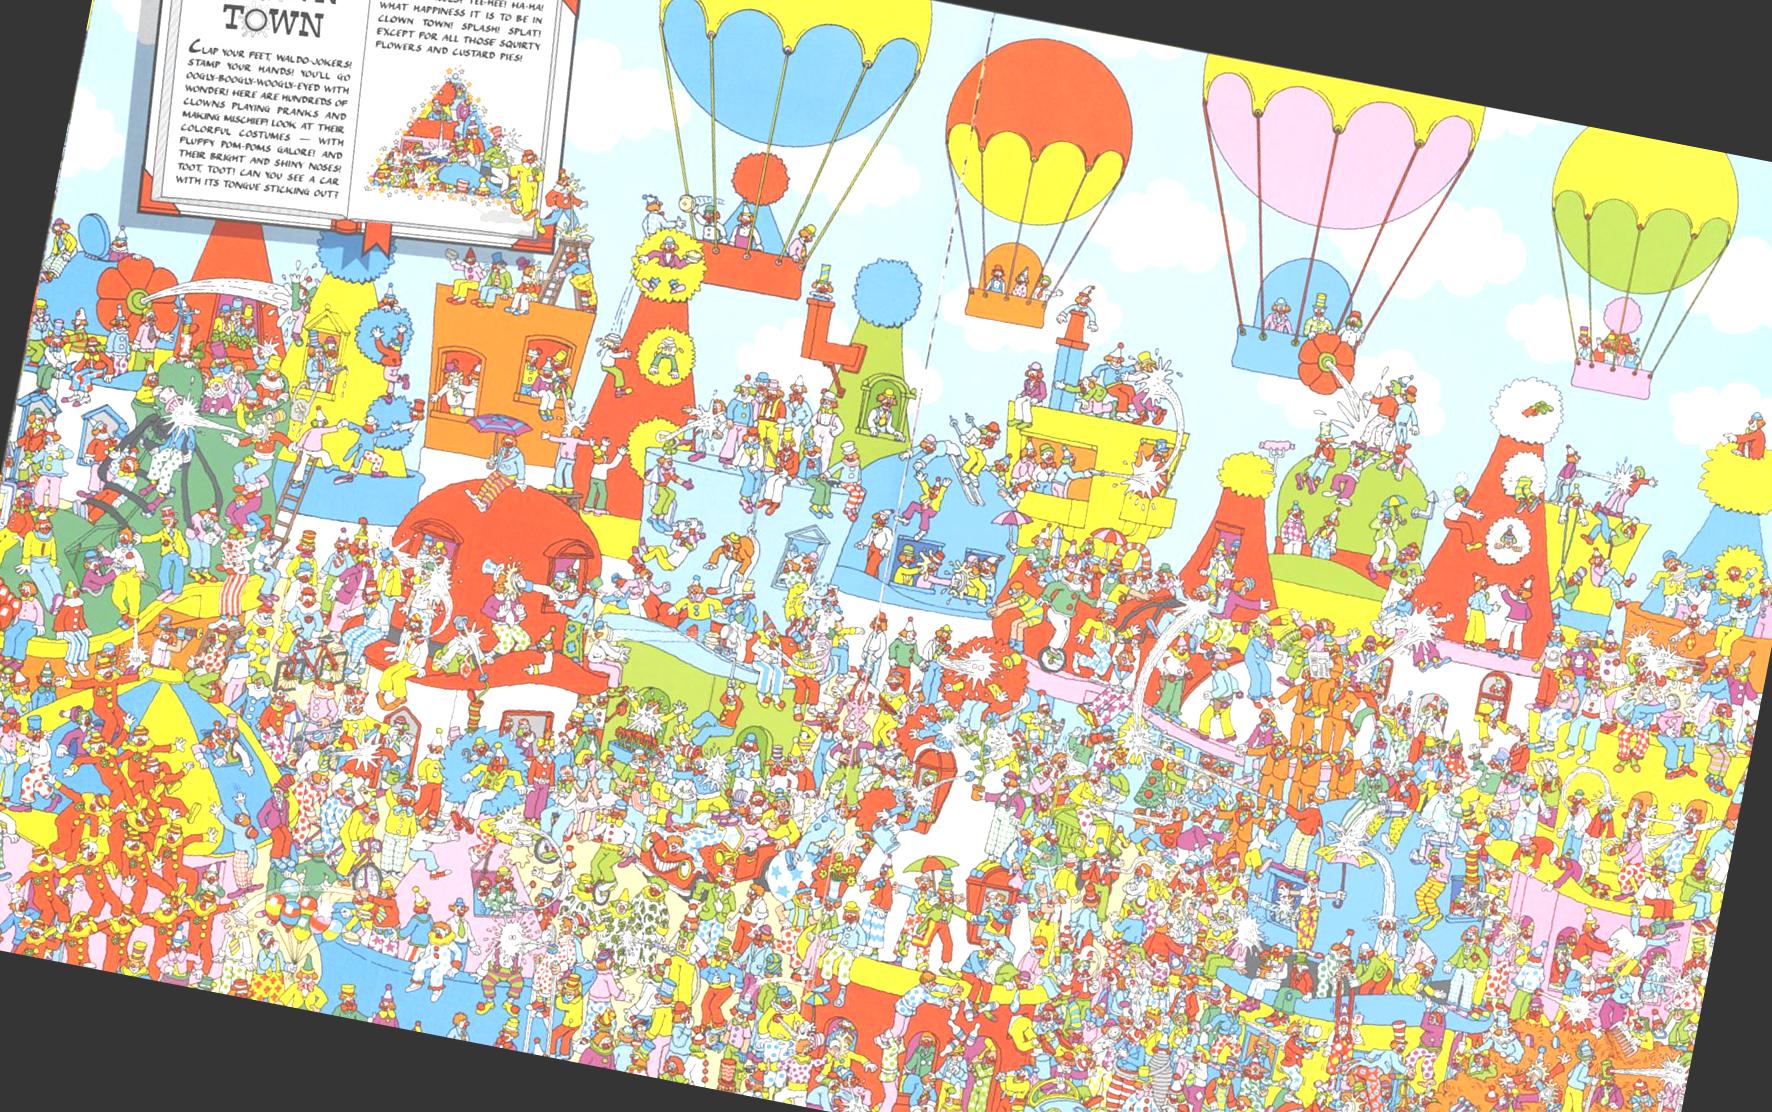 TOWN
CLAP YOUR FEET, WALDO-JOKERS!
STAMP YOUR HANDS! YOU'LL GO
OOGLY-BOOGLY-WOOGLY-EYED WITH
WONDER! HERE ARE HUNDREDS OF
CLOWNS PLAYING PRANKS AND
MAKING MISCHIEF! LOOK AT THEIR
COLORFUL COSTUMES — WITH
FLUFFY POM-POMS GALORE! AND
THEIR BRIGHT AND SHINY NOSES!
TOOT, TOOT! CAN YOU SEE A CAR
WITH ITS TONGUE STICKING OUT?
TEE-HEE! HA-HA!
WHAT HAPPINESS IT IS TO BE IN
CLOWN TOWN! SPLASH! SPLAT!
EXCEPT FOR ALL THOSE SQUIRTY
FLOWERS AND CUSTARD PIES!